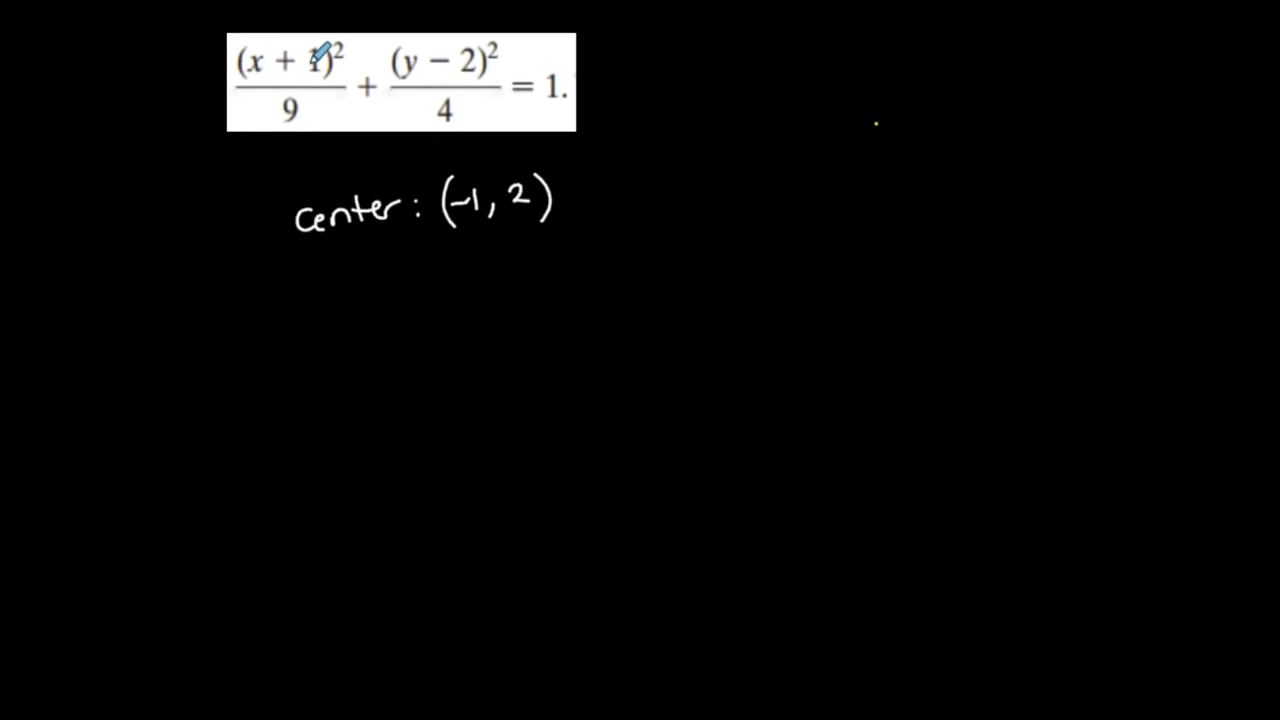 (x + 1)²/9 + (y − 2)²/4 = 1.
center: (-1, 2)